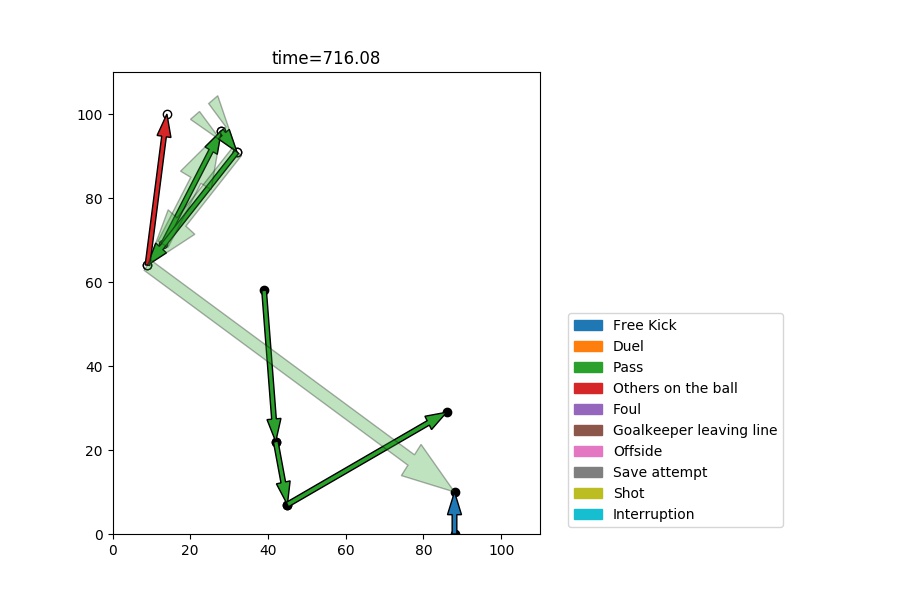 time=716.08
100
80
60
40
20
0
0
20
40
60
80
100
Free Kick
Duel
Pass
Others on the ball
Foul
Goalkeeper leaving line
Offside
Save attempt
Shot
Interruption